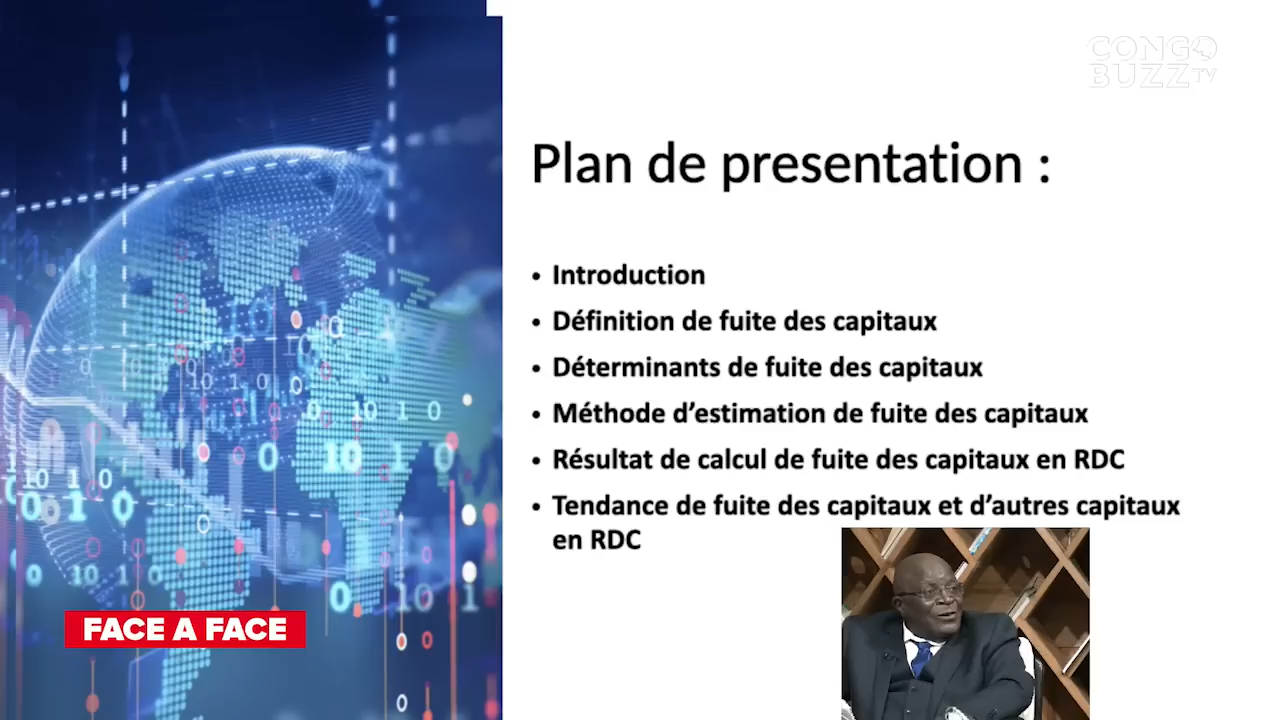 CONGO
BUZZ TV
Plan de presentation :
• Introduction
• Définition de fuite des capitaux
• Déterminants de fuite des capitaux
• Méthode d’estimation de fuite des capitaux
• Résultat de calcul de fuite des capitaux en RDC
• Tendance de fuite des capitaux et d’autres capitaux
en RDC
FACE A FACE